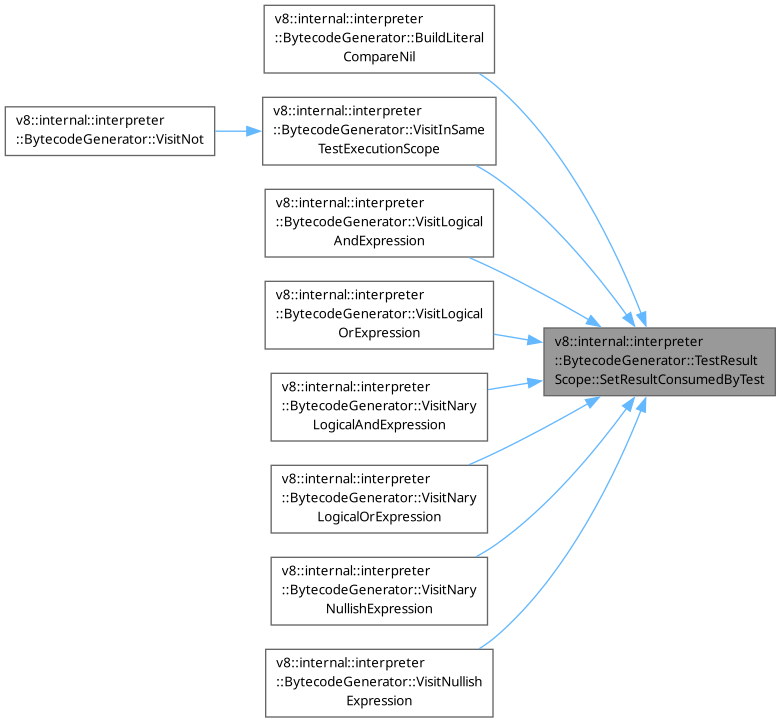 v8::internal::interpreter
::BytecodeGenerator::BuildLiteral
CompareNil
v8::internal::interpreter
::BytecodeGenerator::VisitNot
v8::internal::interpreter
::BytecodeGenerator::VisitInSame
TestExecutionScope
v8::internal::interpreter
::BytecodeGenerator::VisitLogical
AndExpression
v8::internal::interpreter
::BytecodeGenerator::VisitLogical
OrExpression
v8::internal::interpreter
::BytecodeGenerator::TestResult
Scope::SetResultConsumedByTest
v8::internal::interpreter
::BytecodeGenerator::VisitNary
LogicalAndExpression
v8::internal::interpreter
::BytecodeGenerator::VisitNary
LogicalOrExpression
v8::internal::interpreter
::BytecodeGenerator::VisitNary
NullishExpression
v8::internal::interpreter
::BytecodeGenerator::VisitNullish
Expression